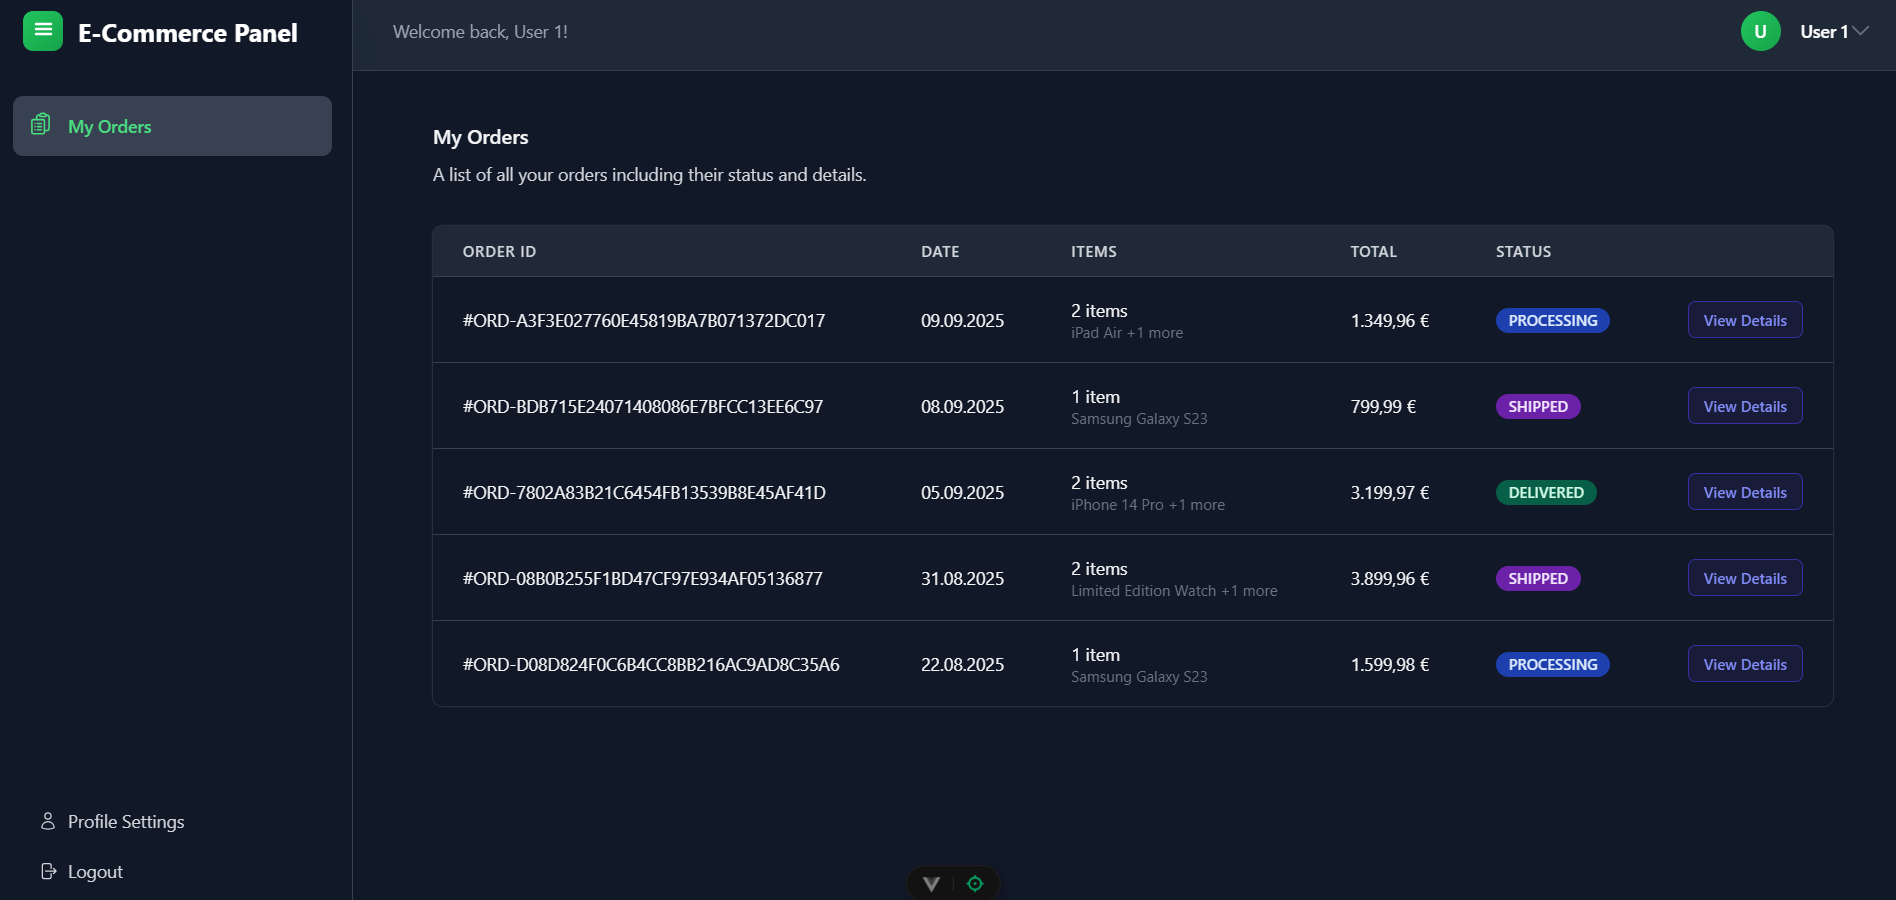 E-Commerce Panel
Welcome back, User 1!
U
User 1
My Orders
My Orders
A list of all your orders including their status and details.
ORDER ID DATE ITEMS TOTAL STATUS
#ORD-A3F3E027760E45819BA7B071372DC017 09.09.2025 2 items 1.349,96 € PROCESSING View Details
iPad Air +1 more
#ORD-BDB715E24071408086E7BFCC13EE6C97 08.09.2025 1 item 799,99 € SHIPPED View Details
Samsung Galaxy S23
#ORD-7802A83B21C6454FB13539B8E45AF41D 05.09.2025 2 items 3.199,97 € DELIVERED View Details
iPhone 14 Pro +1 more
#ORD-08B0B255F1BD47CF97E934AF05136877 31.08.2025 2 items 3.899,96 € SHIPPED View Details
Limited Edition Watch +1 more
#ORD-D08D824F0C6B4CC8BB216AC9AD8C35A6 22.08.2025 1 item 1.599,98 € PROCESSING View Details
Samsung Galaxy S23
Profile Settings
Logout